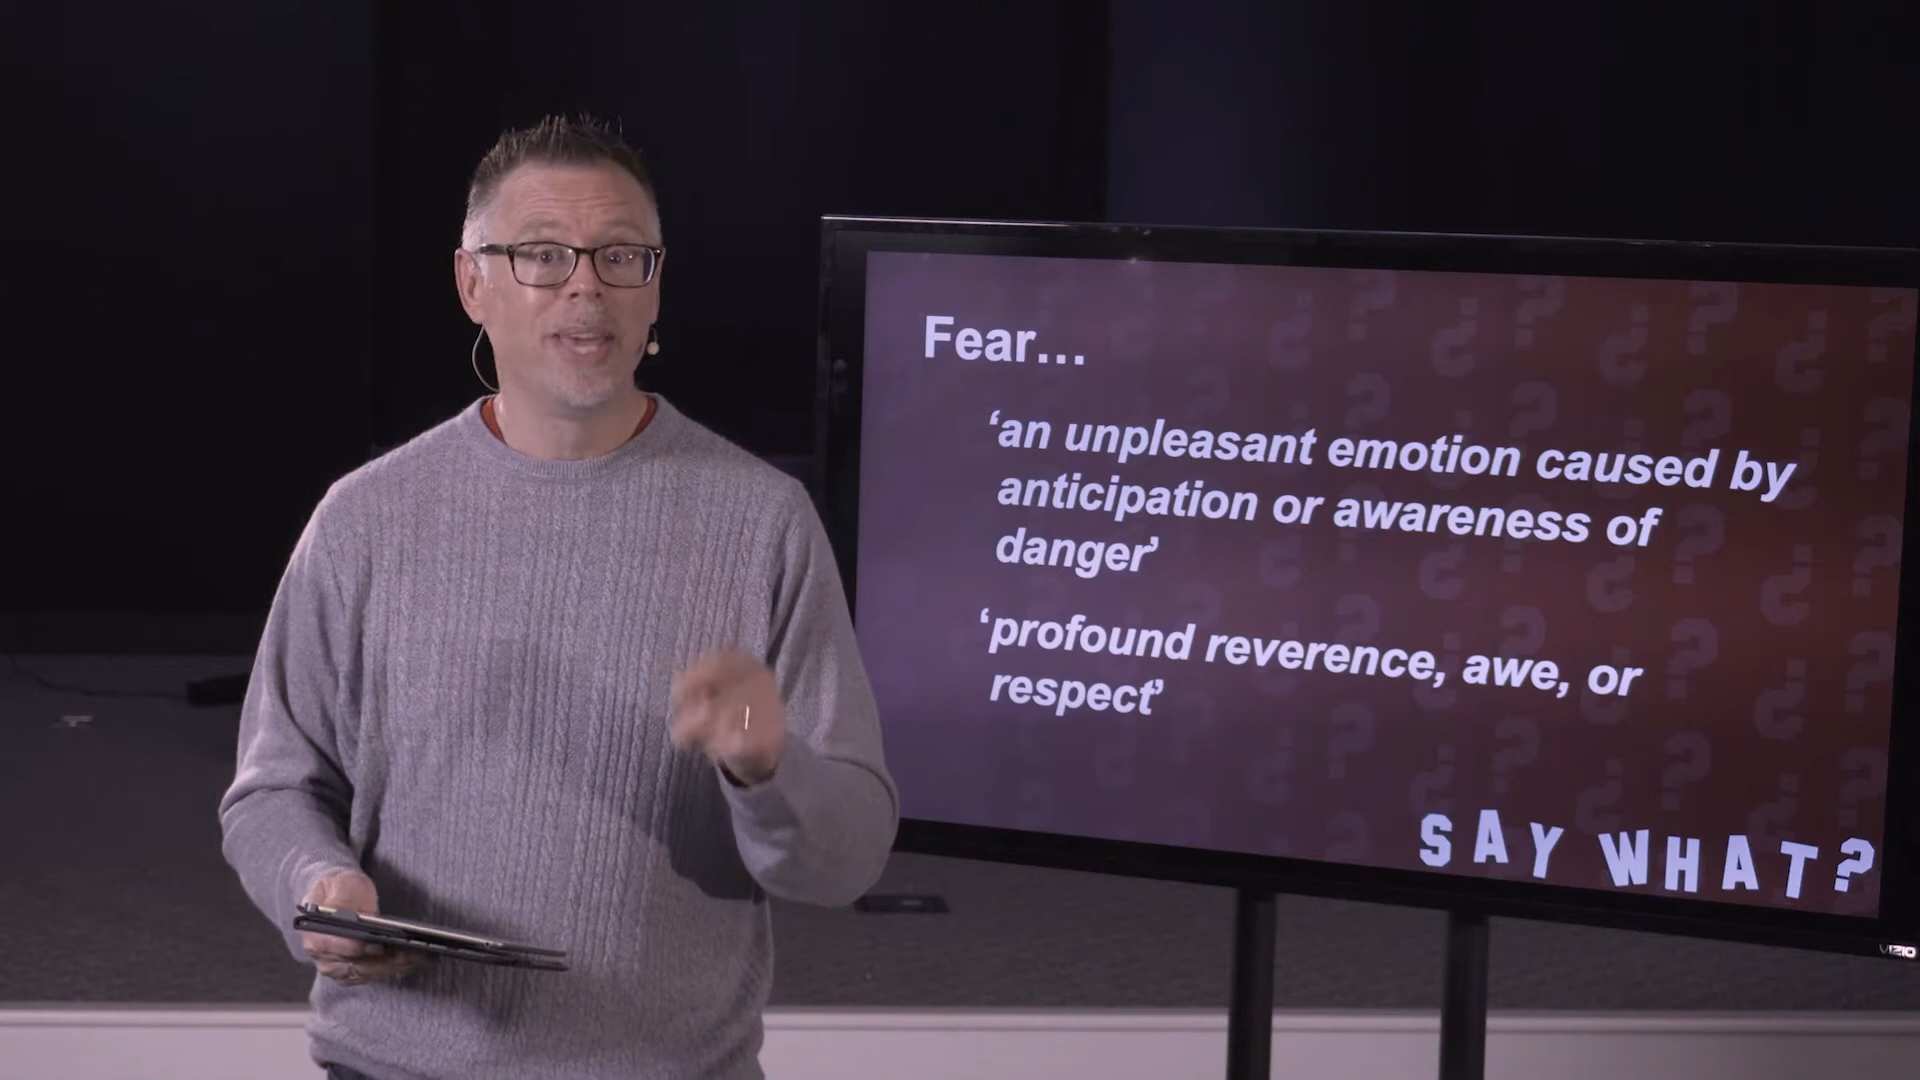 Fear...
‘an unpleasant emotion caused by
anticipation or awareness of
danger’
‘profound reverence, awe, or
respect’
SAY WHAT?
VIZIO